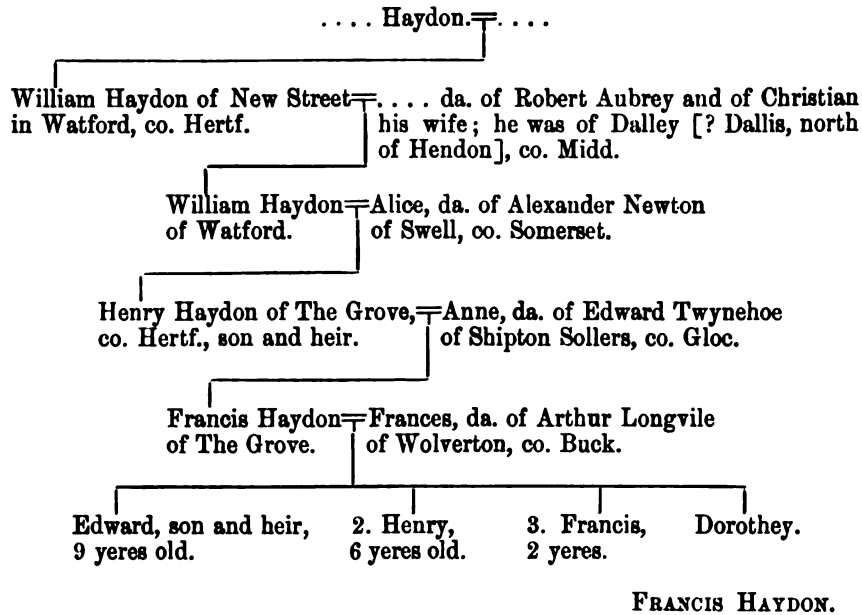 .... Haydon.=....
William Haydon of New Street=.... da. of Robert Aubrey and of Christian
in Watford, co. Hertf. his wife; he was of Dalley [? Dallis, north
of Hendon], co. Midd.
William Haydon=Alice, da. of Alexander Newton
of Watford. of Swell, co. Somerset.
Henry Haydon of The Grove,=Anne, da. of Edward Twynehoe
co. Hertf., son and heir. of Shipton Sollers, co. Gloc.
Francis Haydon=Frances, da. of Arthur Longvile
of The Grove. of Wolverton, co. Buck.
Edward, son and heir, 2. Henry, 3. Francis, Dorothey.
9 yeres old. 6 yeres old. 2 yeres.
FRANCIS HAYDON.